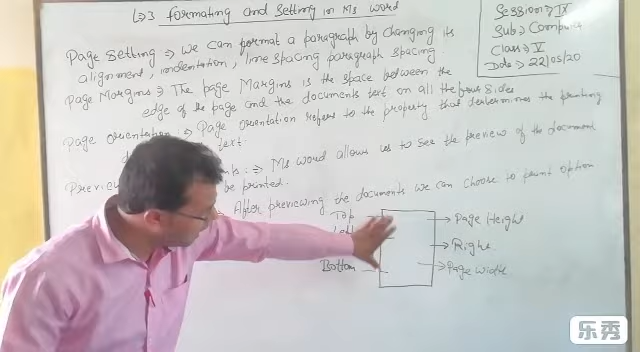 L→3 Formating and Setting in Ms word
Session ⇒ IX
Sub ⇒ Computer
Class ⇒ V
Date ⇒ 22/05/20
Page Setting ⇒ We can format a paragraph by changing its
alignment, indentation, line spacing paragraph spacing.
Page Margins ⇒ The page Margins is the space between the
edge of the page and the documents text on all the four sides
Page orientation ⇒ Page orientation refers to the property that determines the printing
text.
Preview :⇒ Ms word allows us to see the preview of the document
be printed.
After previewing the documents we can choose to print option
Top
Page Height
Left
Right
Bottom
Page Width
乐秀